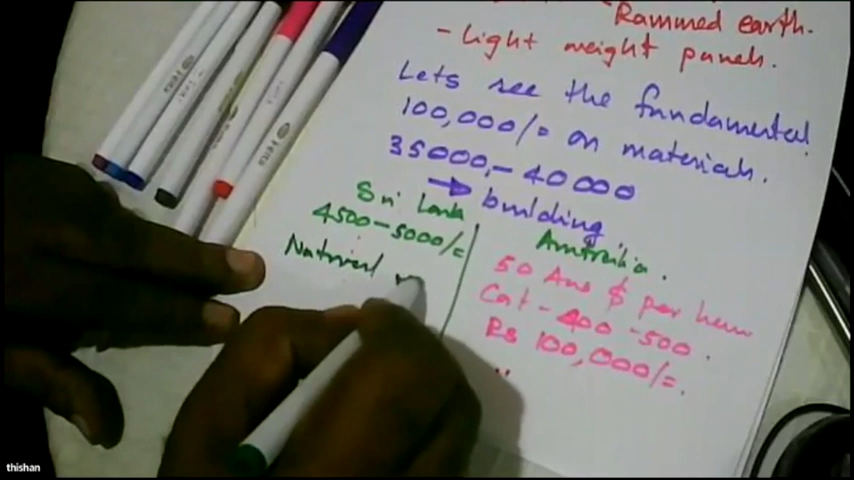 Rammed earth.
- light weight panels.
Lets see the fundamental
100,000/= on materials.
35000,- 40000
→ building
Sri Lanka
4500-5000/=
Natural
Australia.
50 Aus $ per hour
Cat - 400 - 500.
Rs 100,000/=.
thishan